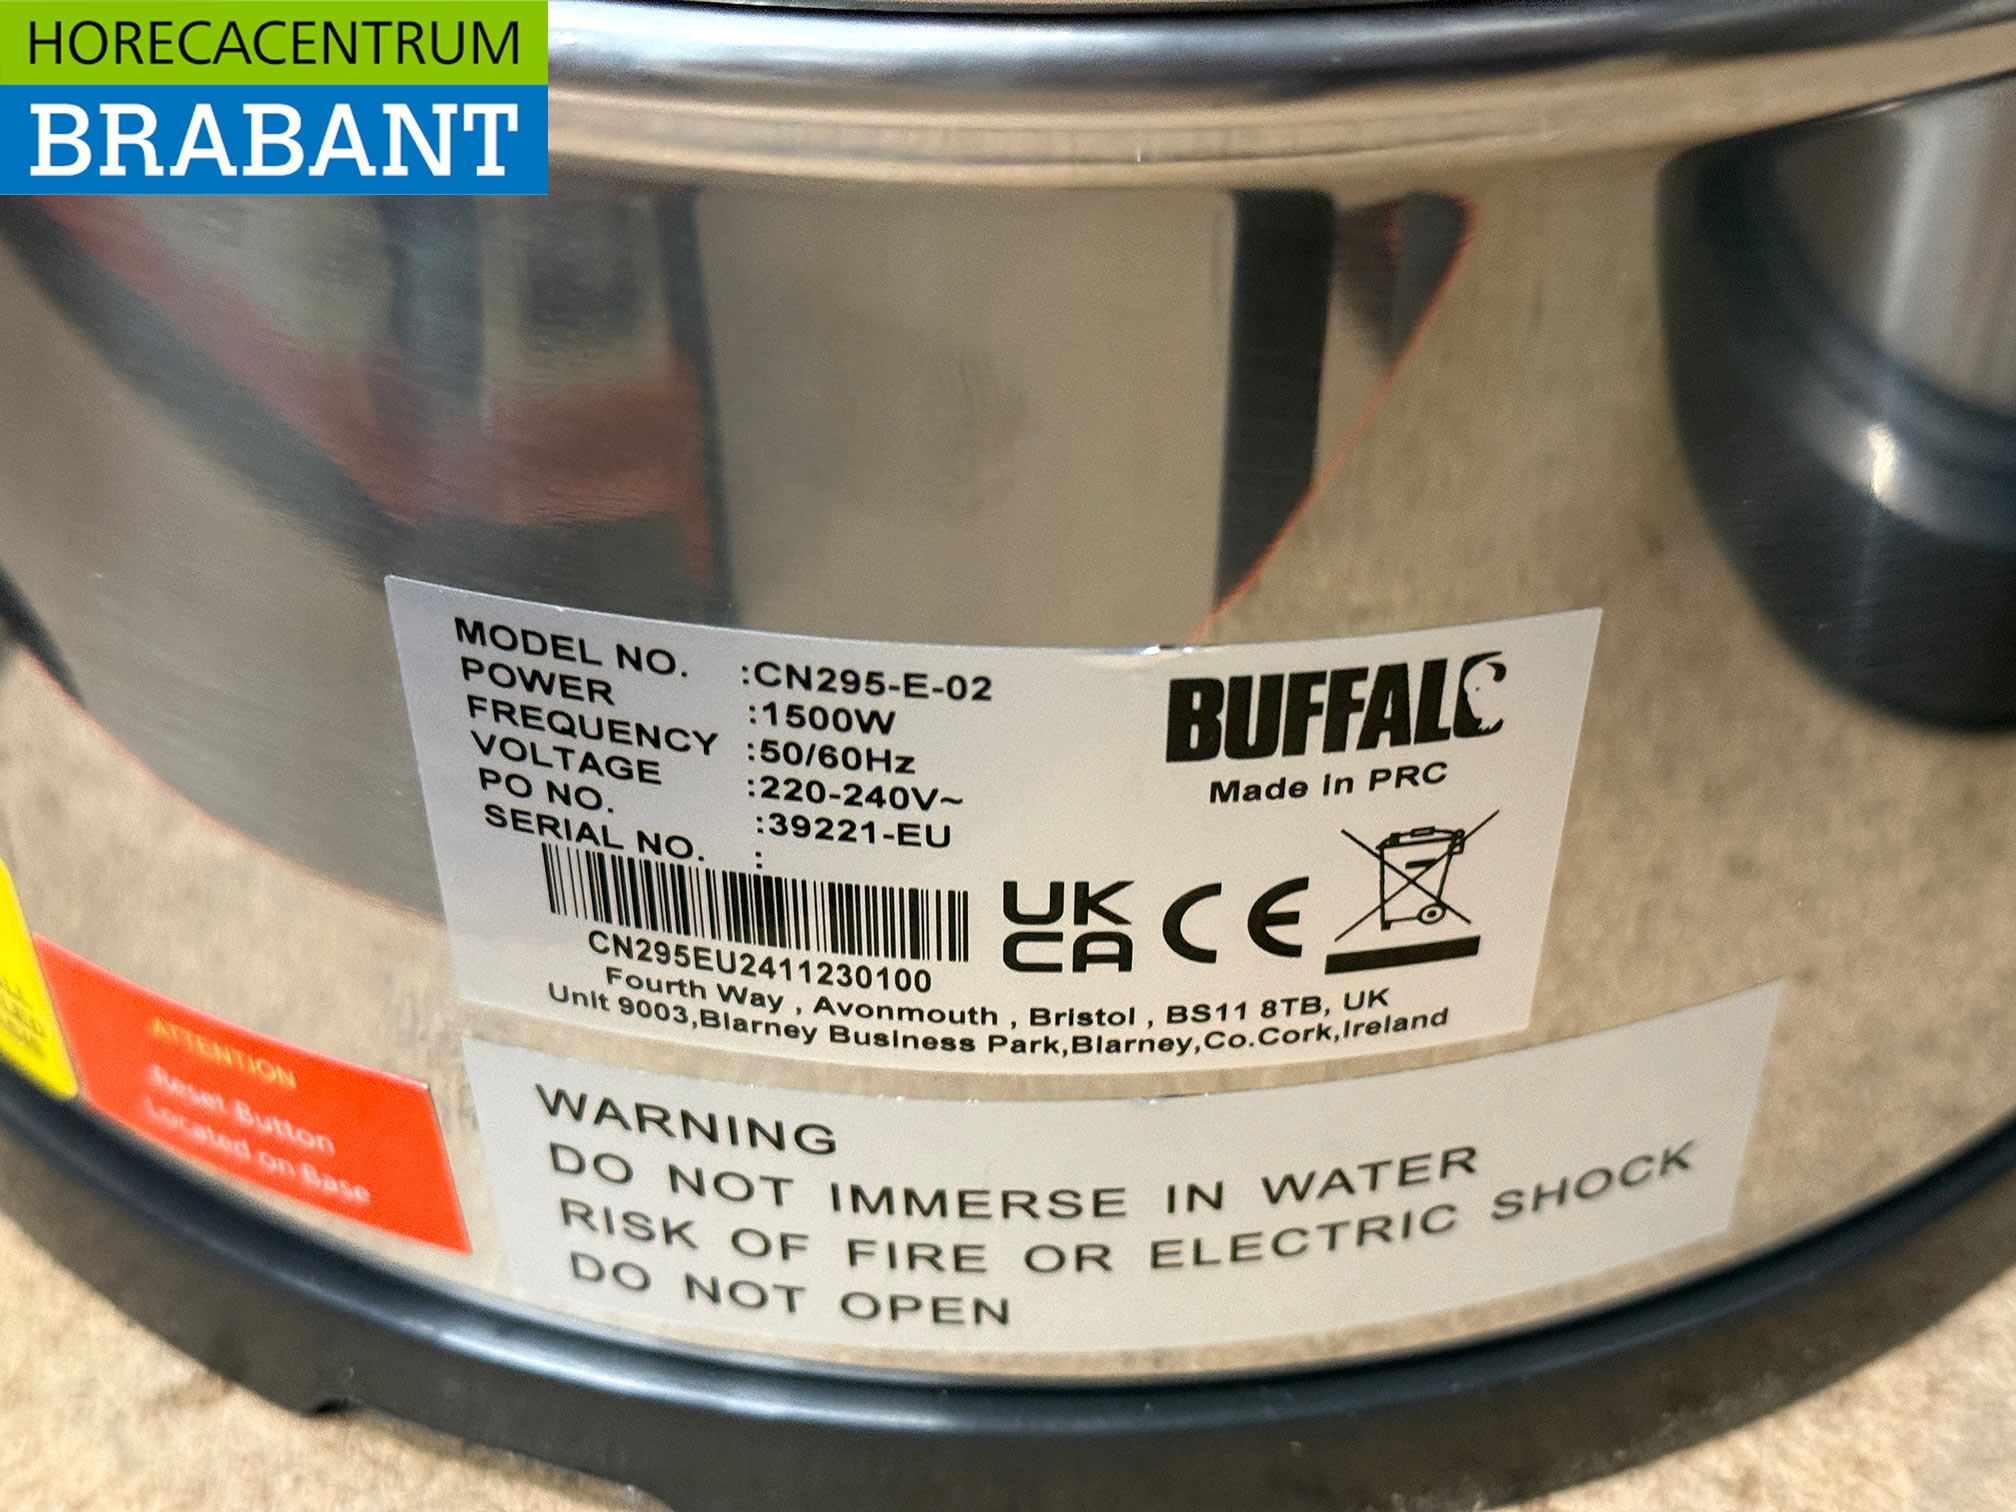 HORECACENTRUM
BRABANT
MODEL NO. :CN295-E-02
POWER :1500W
FREQUENCY :50/60Hz
VOLTAGE :220-240V~
PO NO. :39221-EU
SERIAL NO. :
CN295EU2411230100
BUFFALO
Made in PRC
UK
CA
CE
Fourth Way , Avonmouth , Bristol , BS11 8TB, UK
Unit 9003,Blarney Business Park,Blarney,Co.Cork,Ireland
ATTENTION
Reset Button
Located on Base
WARNING
DO NOT IMMERSE IN WATER
RISK OF FIRE OR ELECTRIC SHOCK
DO NOT OPEN